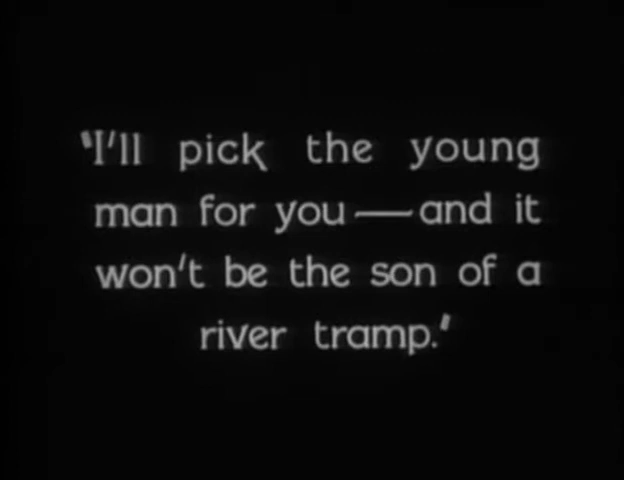 "I'll pick the young
man for you—and it
won't be the son of a
river tramp."